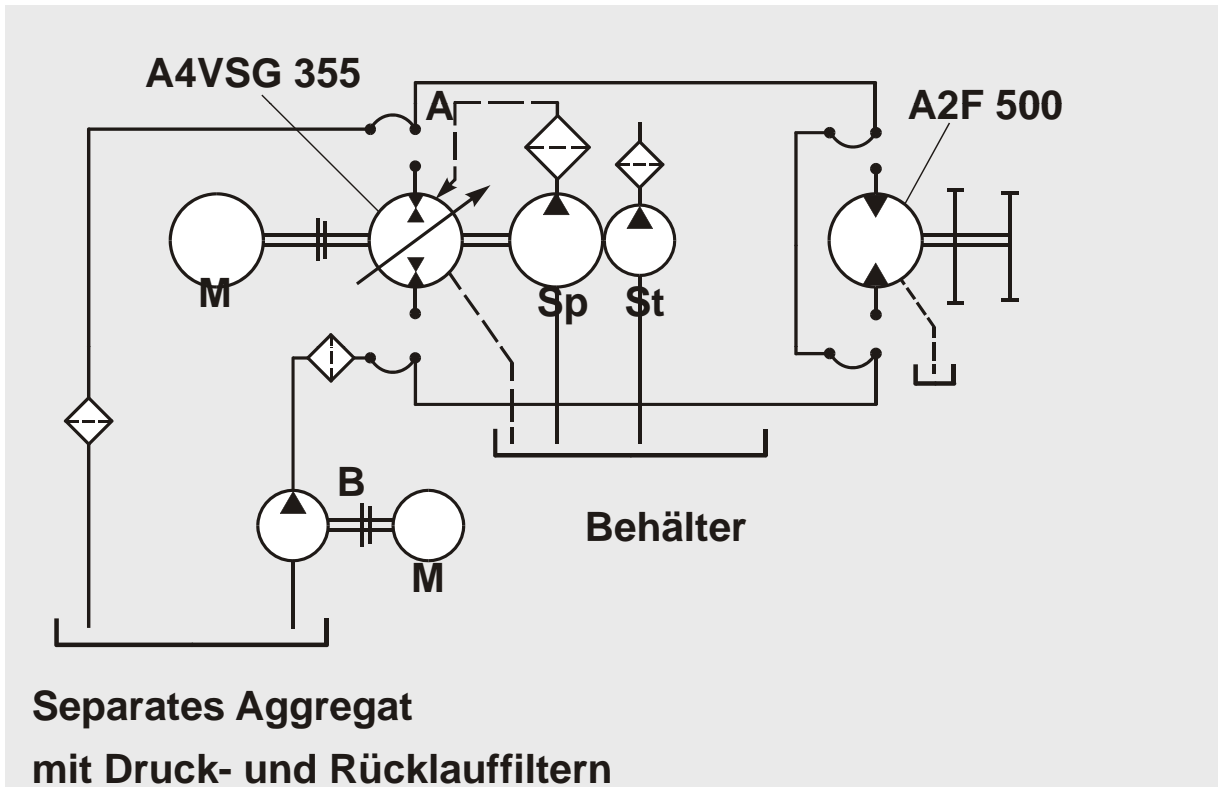 A4VSG 355
A
A2F 500
M
Sp
St
B
M
Behälter
Separates Aggregat
mit Druck- und Rücklauffiltern